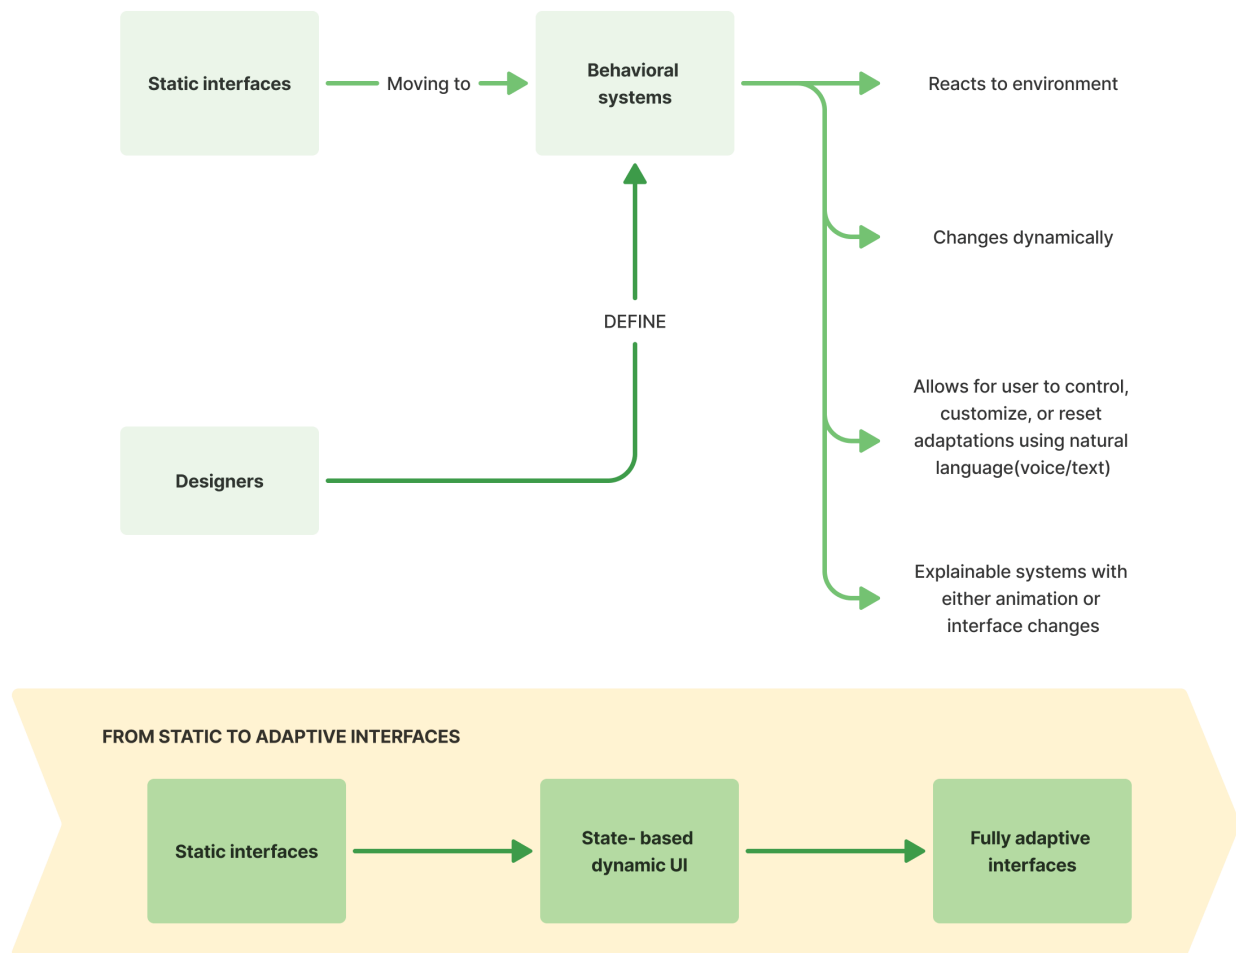 Static interfaces
Moving to
Behavioral
systems
Reacts to environment
Changes dynamically
DEFINE
Allows for user to control,
customize, or reset
adaptations using natural
language(voice/text)
Designers
Explainable systems with
either animation or
interface changes
FROM STATIC TO ADAPTIVE INTERFACES
Static interfaces
State- based
dynamic UI
Fully adaptive
interfaces